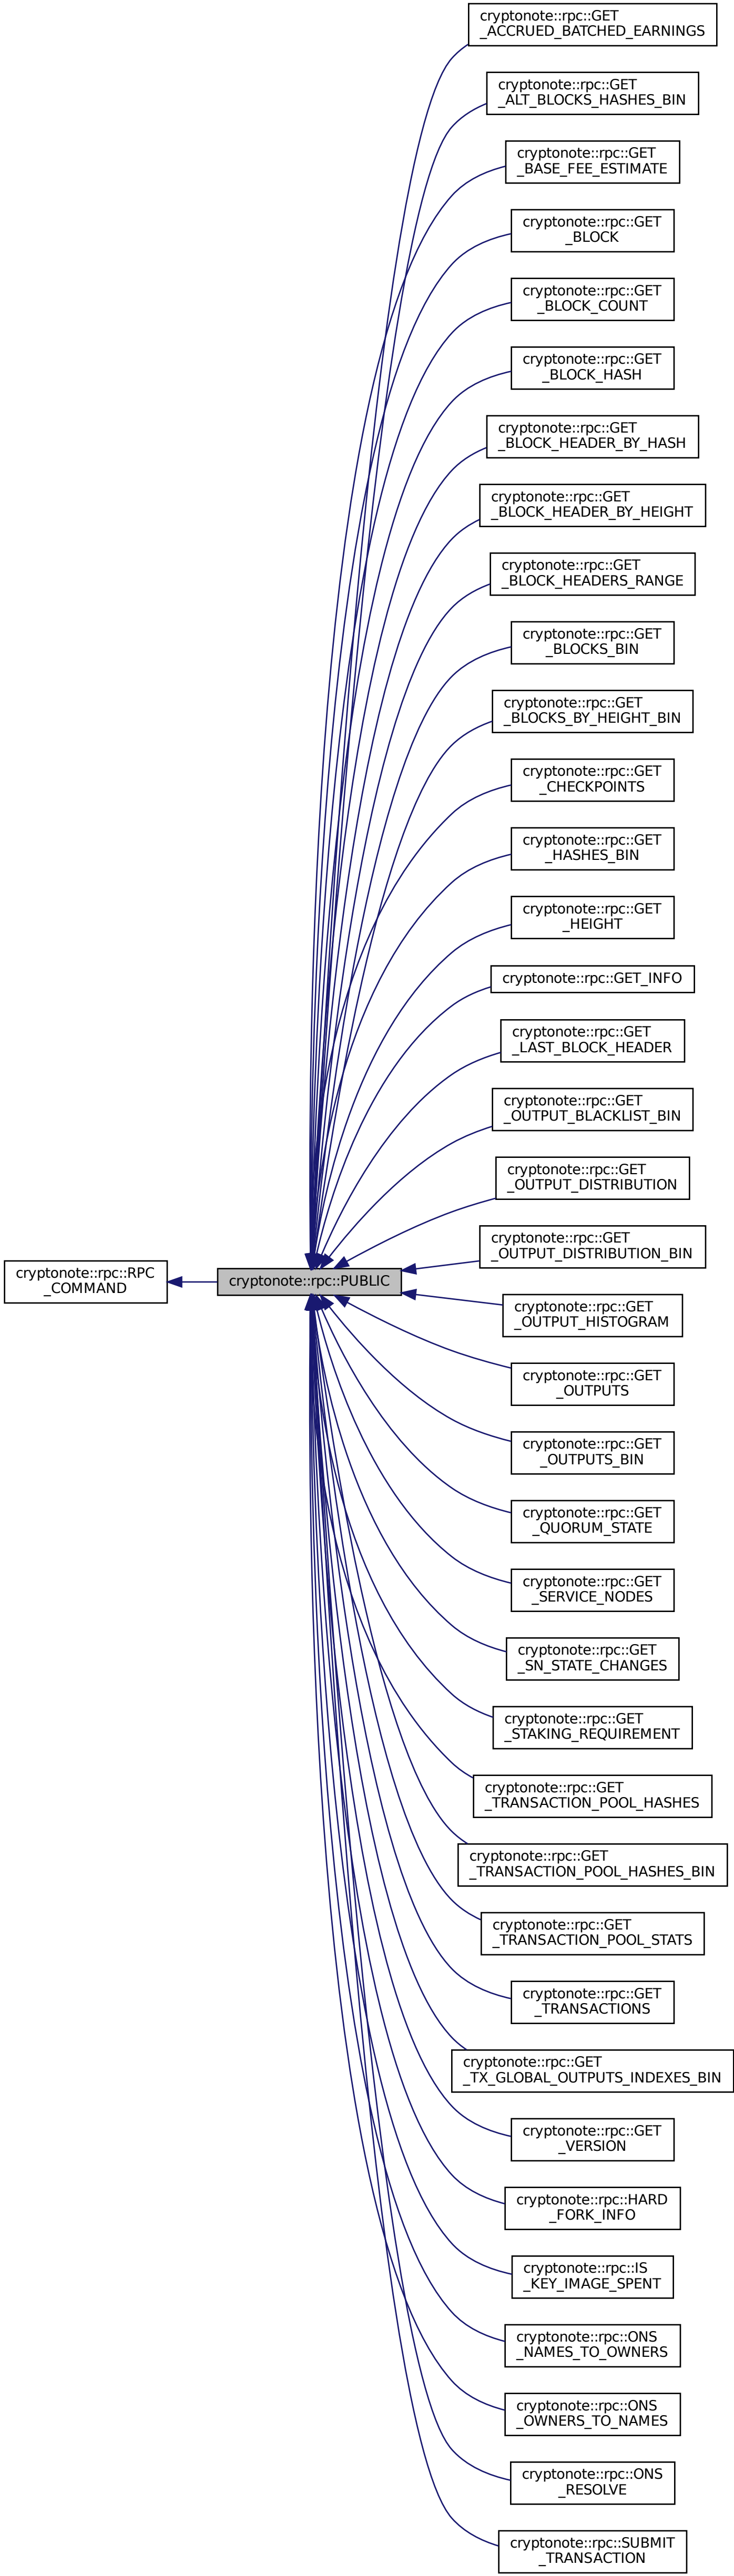 cryptonote::rpc::GET
_ACCRUED_BATCHED_EARNINGS
cryptonote::rpc::GET
_ALT_BLOCKS_HASHES_BIN
cryptonote::rpc::GET
_BASE_FEE_ESTIMATE
cryptonote::rpc::GET
_BLOCK
cryptonote::rpc::GET
_BLOCK_COUNT
cryptonote::rpc::GET
_BLOCK_HASH
cryptonote::rpc::GET
_BLOCK_HEADER_BY_HASH
cryptonote::rpc::GET
_BLOCK_HEADER_BY_HEIGHT
cryptonote::rpc::GET
_BLOCK_HEADERS_RANGE
cryptonote::rpc::GET
_BLOCKS_BIN
cryptonote::rpc::GET
_BLOCKS_BY_HEIGHT_BIN
cryptonote::rpc::GET
_CHECKPOINTS
cryptonote::rpc::GET
_HASHES_BIN
cryptonote::rpc::GET
_HEIGHT
cryptonote::rpc::GET_INFO
cryptonote::rpc::GET
_LAST_BLOCK_HEADER
cryptonote::rpc::GET
_OUTPUT_BLACKLIST_BIN
cryptonote::rpc::GET
_OUTPUT_DISTRIBUTION
cryptonote::rpc::GET
_OUTPUT_DISTRIBUTION_BIN
cryptonote::rpc::RPC
_COMMAND
cryptonote::rpc::PUBLIC
cryptonote::rpc::GET
_OUTPUT_HISTOGRAM
cryptonote::rpc::GET
_OUTPUTS
cryptonote::rpc::GET
_OUTPUTS_BIN
cryptonote::rpc::GET
_QUORUM_STATE
cryptonote::rpc::GET
_SERVICE_NODES
cryptonote::rpc::GET
_SN_STATE_CHANGES
cryptonote::rpc::GET
_STAKING_REQUIREMENT
cryptonote::rpc::GET
_TRANSACTION_POOL_HASHES
cryptonote::rpc::GET
_TRANSACTION_POOL_HASHES_BIN
cryptonote::rpc::GET
_TRANSACTION_POOL_STATS
cryptonote::rpc::GET
_TRANSACTIONS
cryptonote::rpc::GET
_TX_GLOBAL_OUTPUTS_INDEXES_BIN
cryptonote::rpc::GET
_VERSION
cryptonote::rpc::HARD
_FORK_INFO
cryptonote::rpc::IS
_KEY_IMAGE_SPENT
cryptonote::rpc::ONS
_NAMES_TO_OWNERS
cryptonote::rpc::ONS
_OWNERS_TO_NAMES
cryptonote::rpc::ONS
_RESOLVE
cryptonote::rpc::SUBMIT
_TRANSACTION